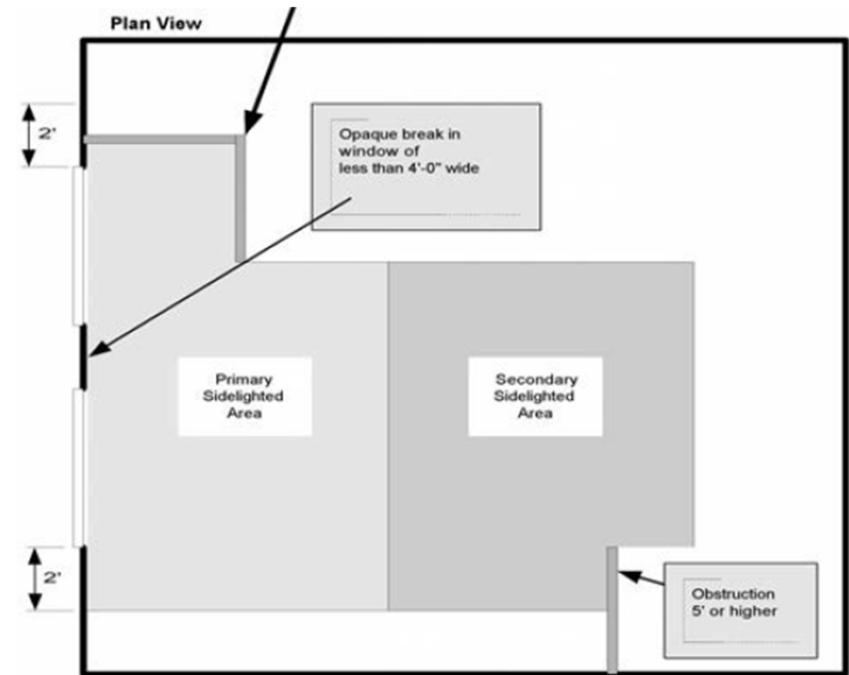 Plan View
2'
Opaque break in
window of
less than 4'-0" wide
Primary
Sidelighted
Area
Secondary
Sidelighted
Area
2'
Obstruction
5' or higher